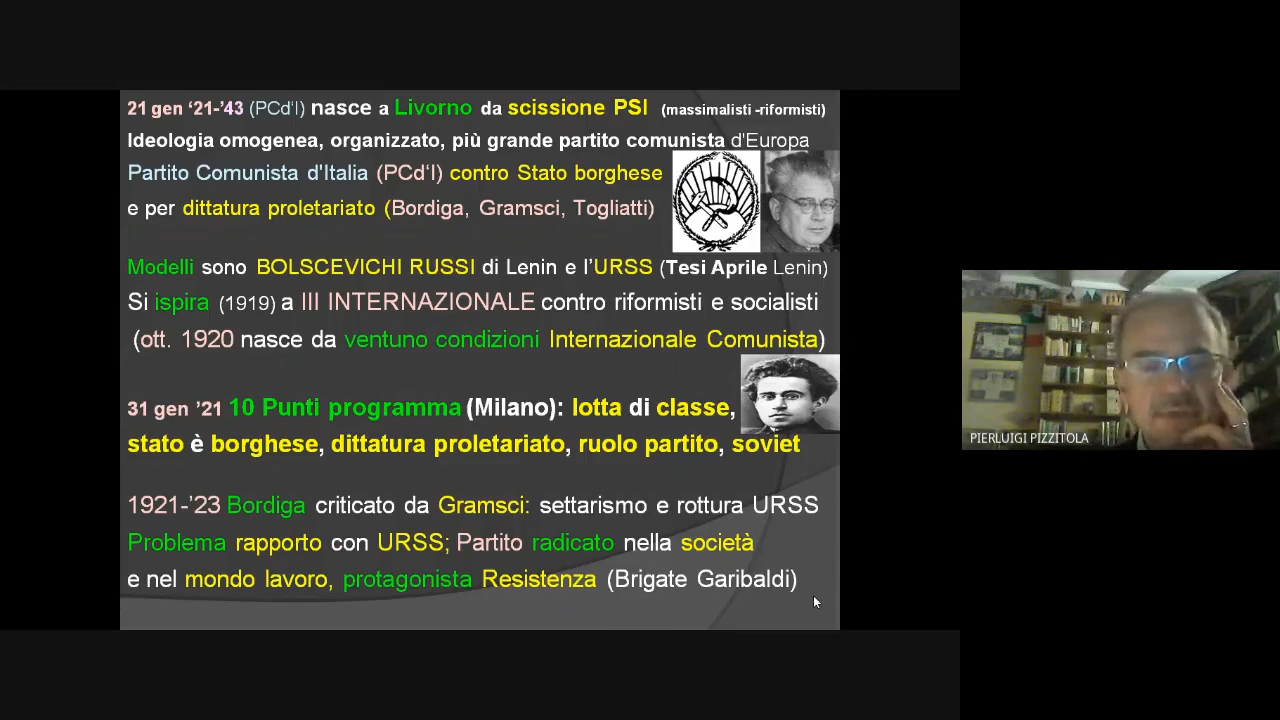 21 gen ‘21-’43 (PCd‘I) nasce a Livorno da scissione PSI (massimalisti -riformisti)
Ideologia omogenea, organizzato, più grande partito comunista d'Europa
Partito Comunista d'Italia (PCd‘I) contro Stato borghese
e per dittatura proletariato (Bordiga, Gramsci, Togliatti)
Modelli sono BOLSCEVICHI RUSSI di Lenin e l’URSS (Tesi Aprile Lenin)
Si ispira (1919) a III INTERNAZIONALE contro riformisti e socialisti
(ott. 1920 nasce da ventuno condizioni Internazionale Comunista)
31 gen ’21 10 Punti programma (Milano): lotta di classe,
stato è borghese, dittatura proletariato, ruolo partito, soviet
1921-’23 Bordiga criticato da Gramsci: settarismo e rottura URSS
Problema rapporto con URSS; Partito radicato nella società
e nel mondo lavoro, protagonista Resistenza (Brigate Garibaldi)
PIERLUIGI PIZZITOLA